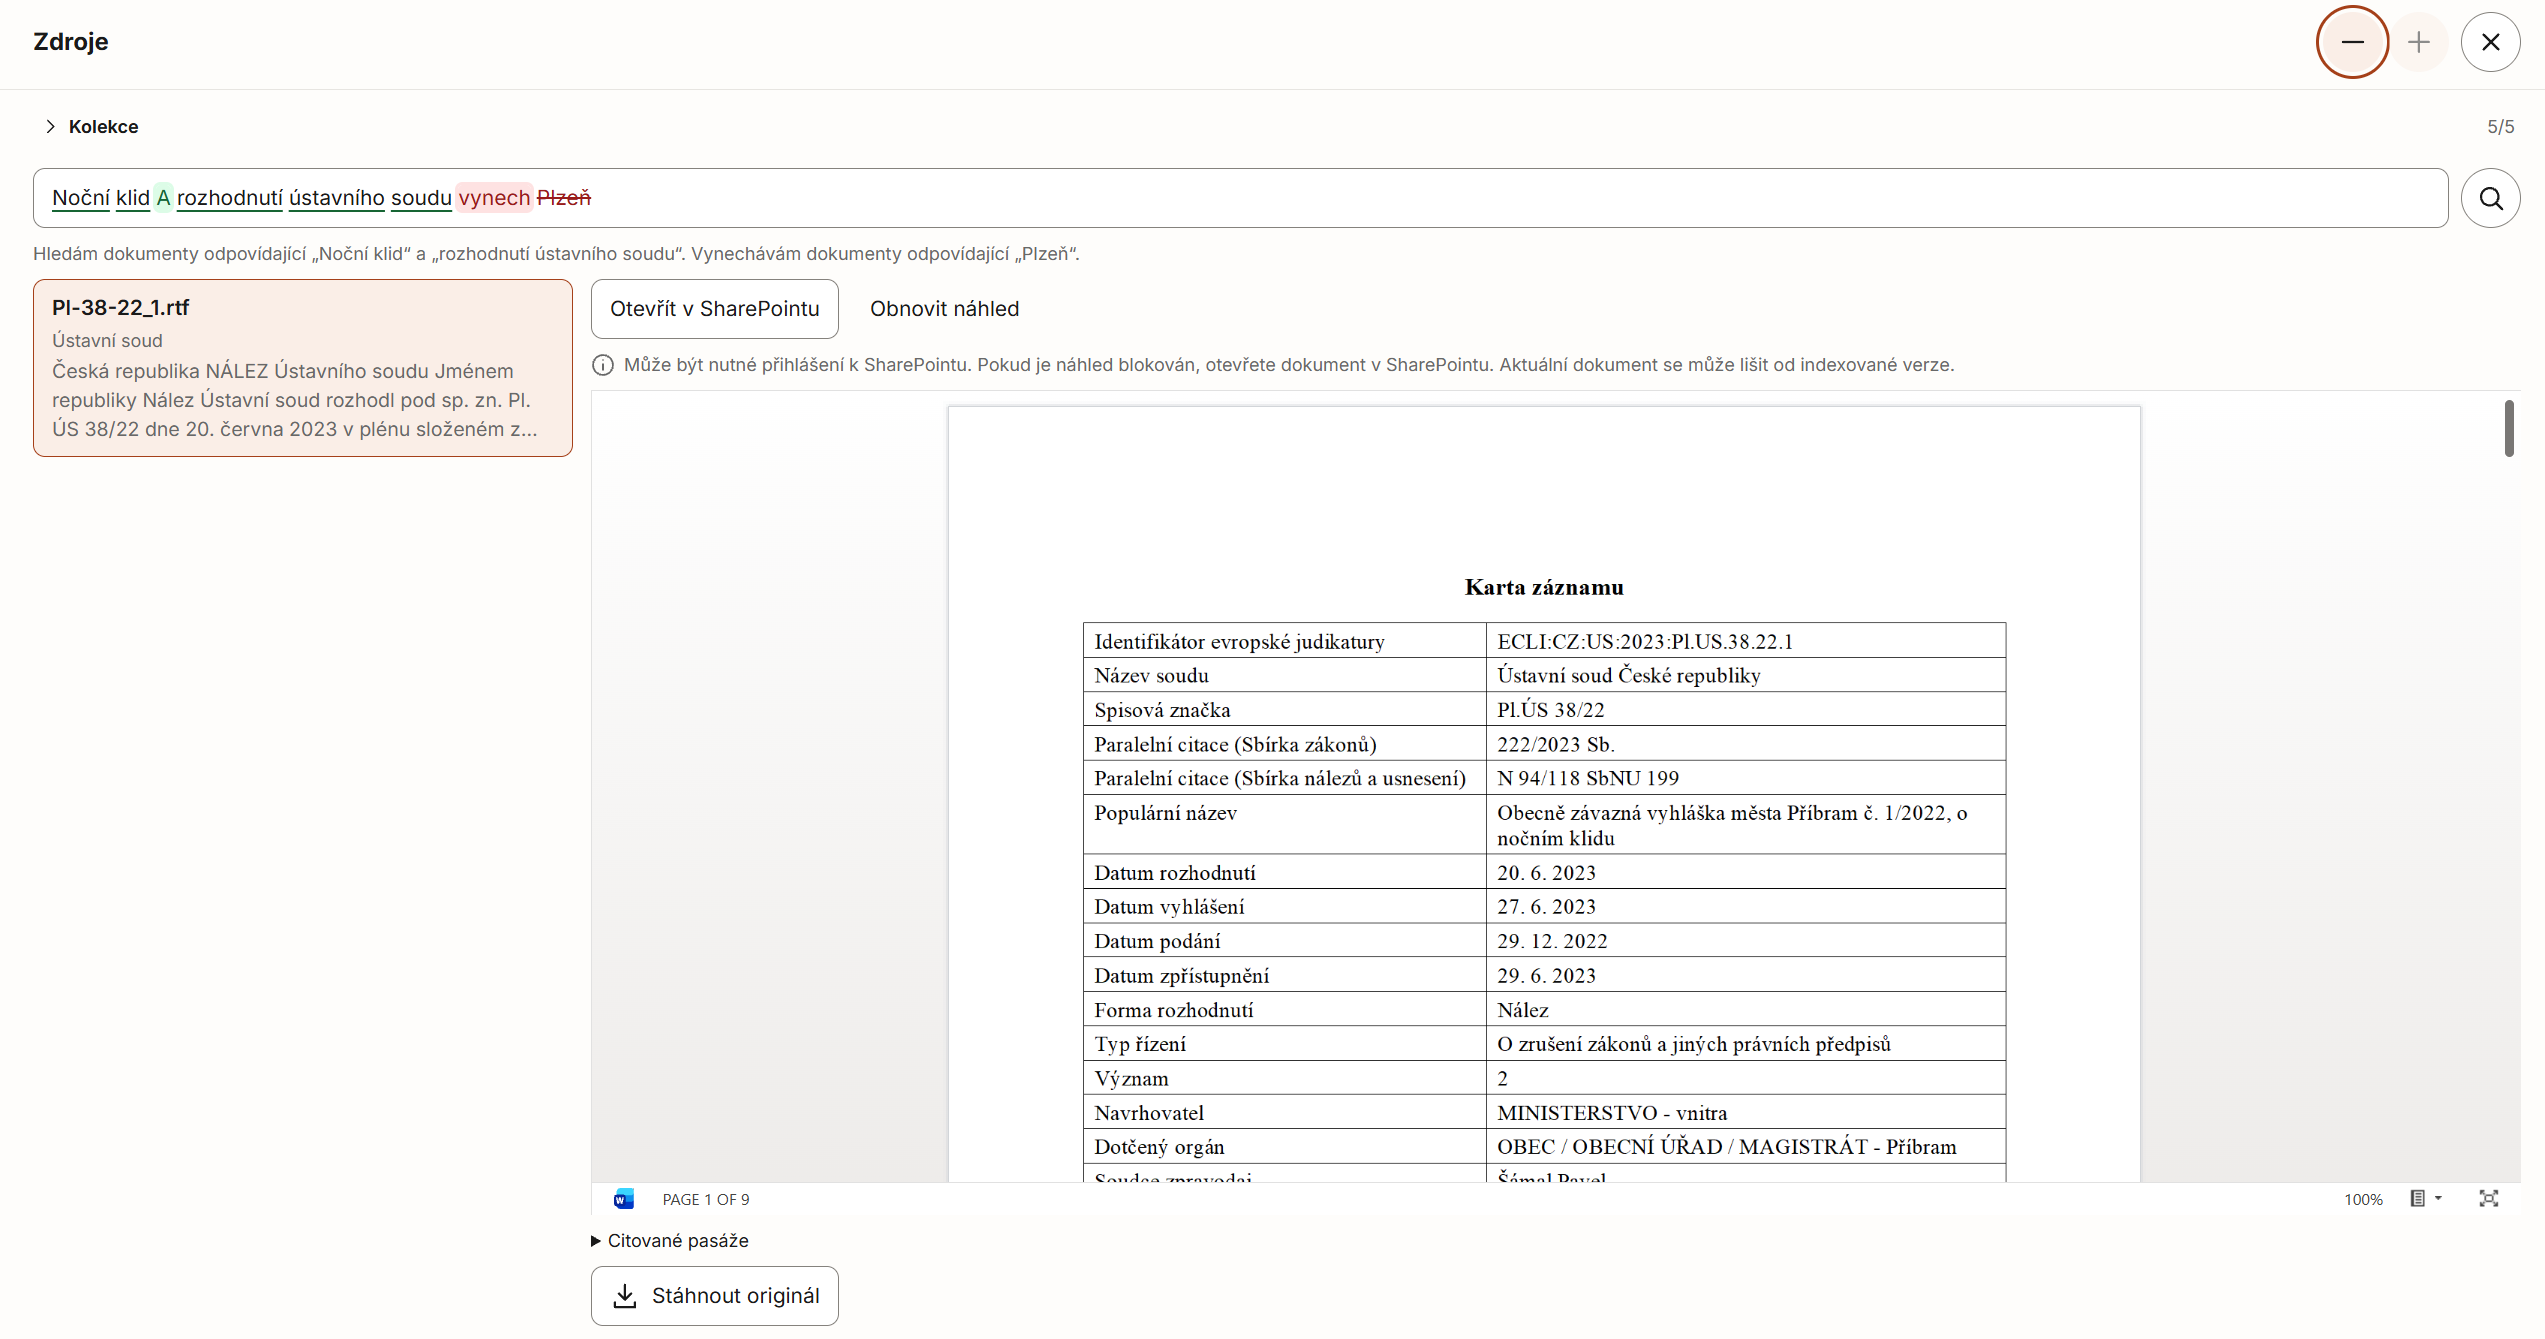 Zdroje
Kolekce
5/5
Noční klid A rozhodnutí ústavního soudu vynech Plzeň
Hledám dokumenty odpovídající „Noční klid“ a „rozhodnutí ústavního soudu“. Vynechávám dokumenty odpovídající „Plzeň“.
Pl-38-22_1.rtf
Ústavní soud
Česká republika NÁLEZ Ústavního soudu Jménem
republiky Nález Ústavní soud rozhodl pod sp. zn. Pl.
ÚS 38/22 dne 20. června 2023 v plénu složeném z...
Otevřít v SharePointu
Obnovit náhled
Může být nutné přihlášení k SharePointu. Pokud je náhled blokován, otevřete dokument v SharePointu. Aktuální dokument se může lišit od indexované verze.
Karta záznamu
Identifikátor evropské judikatury ECLI:CZ:US:2023:Pl.US.38.22.1
Název soudu Ústavní soud České republiky
Spisová značka Pl.ÚS 38/22
Paralelní citace (Sbírka zákonů) 222/2023 Sb.
Paralelní citace (Sbírka nálezů a usnesení) N 94/118 SbNU 199
Populární název Obecně závazná vyhláška města Příbram č. 1/2022, o
nočním klidu
Datum rozhodnutí 20. 6. 2023
Datum vyhlášení 27. 6. 2023
Datum podání 29. 12. 2022
Datum zpřístupnění 29. 6. 2023
Forma rozhodnutí Nález
Typ řízení O zrušení zákonů a jiných právních předpisů
Význam 2
Navrhovatel MINISTERSTVO - vnitra
Dotčený orgán OBEC / OBECNÍ ÚŘAD / MAGISTRÁT - Příbram
Soudce zpravodaj Šámal Pavel
PAGE 1 OF 9
100%
Citované pasáže
Stáhnout originál